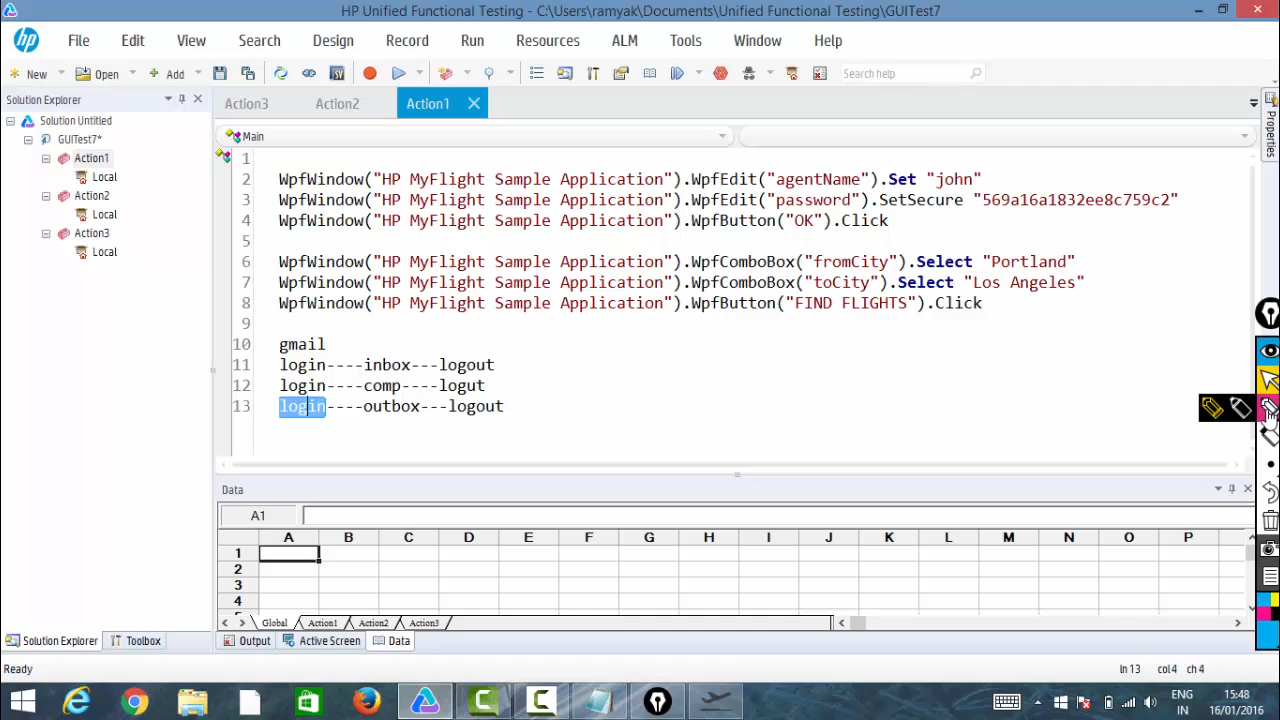 HP Unified Functional Testing - C:\Users\ramyak\Documents\Unified Functional Testing\GUITest7
hp File Edit View Search Design Record Run Resources ALM Tools Window Help
New Open Add Search help
Solution Explorer
Solution Untitled
GUITest7*
Action1
Local
Action2
Local
Action3
Local
Action3 Action2 Action1
Main
1
2 WpfWindow("HP MyFlight Sample Application").WpfEdit("agentName").Set "john"
3 WpfWindow("HP MyFlight Sample Application").WpfEdit("password").SetSecure "569a16a1832ee8c759c2"
4 WpfWindow("HP MyFlight Sample Application").WpfButton("OK").Click
5
6 WpfWindow("HP MyFlight Sample Application").WpfComboBox("fromCity").Select "Portland"
7 WpfWindow("HP MyFlight Sample Application").WpfComboBox("toCity").Select "Los Angeles"
8 WpfWindow("HP MyFlight Sample Application").WpfButton("FIND FLIGHTS").Click
9
10 gmail
11 login----inbox---logout
12 login----comp----logut
13 login----outbox---logout
Properties
Data
A1
A B C D E F G H I J K L M N O P
1
2
3
4
Global Action1 Action2 Action3
Solution Explorer Toolbox Output Active Screen Data
Ready ln 13 col 4 ch 4
ENG 15:48
IN 16/01/2016